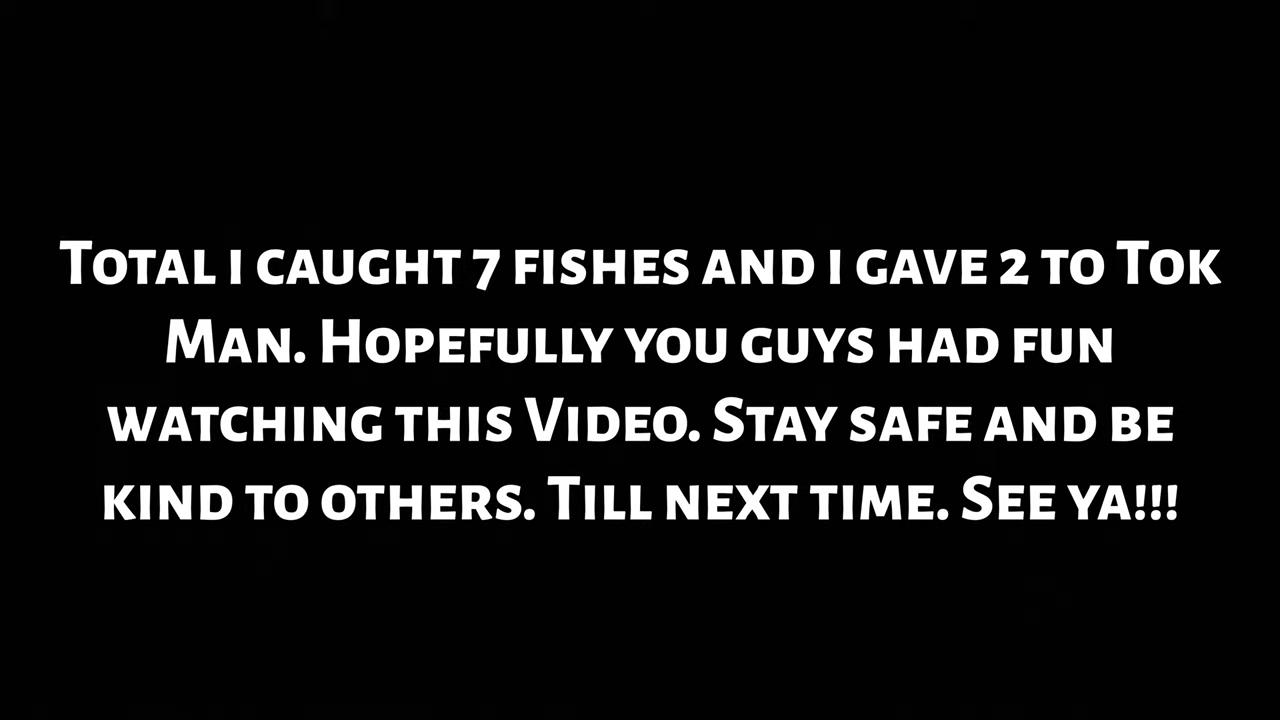 Total i caught 7 fishes and i gave 2 to Tok
Man. Hopefully you guys had fun
watching this Video. Stay safe and be
kind to others. Till next time. See ya!!!